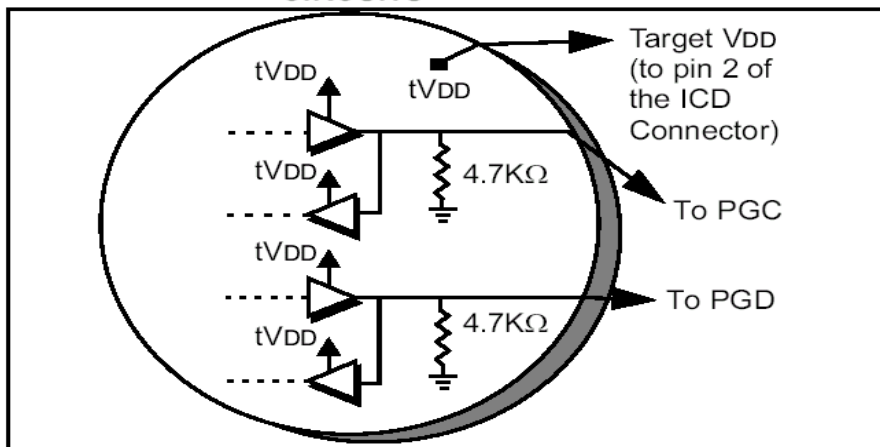 Target VDD
(to pin 2 of
the ICD
Connector)
tVDD
tVDD
4.7KΩ
tVDD
To PGC
tVDD
To PGD
4.7KΩ
tVDD